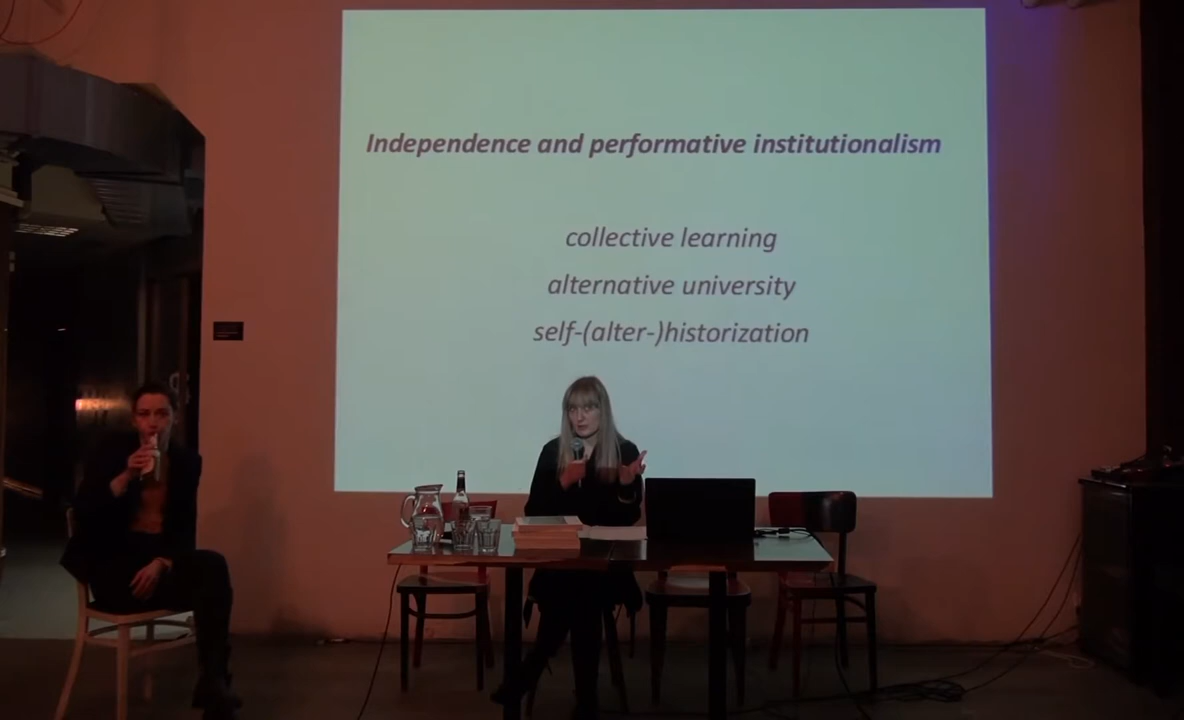 Independence and performative institutionalism
collective learning
alternative university
self-(alter-)historization